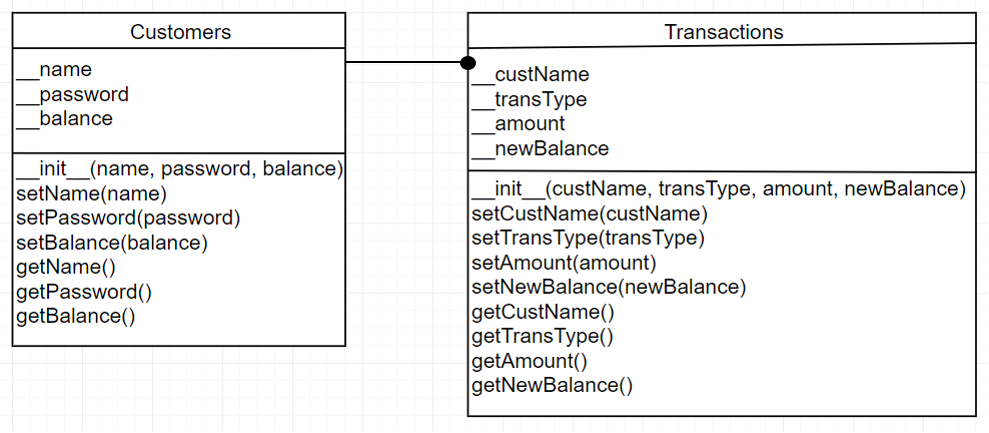 Customers
__name
__password
__balance
__init__(name, password, balance)
setName(name)
setPassword(password)
setBalance(balance)
getName()
getPassword()
getBalance()
Transactions
__custName
__transType
__amount
__newBalance
__init__(custName, transType, amount, newBalance)
setCustName(custName)
setTransType(transType)
setAmount(amount)
setNewBalance(newBalance)
getCustName()
getTransType()
getAmount()
getNewBalance()